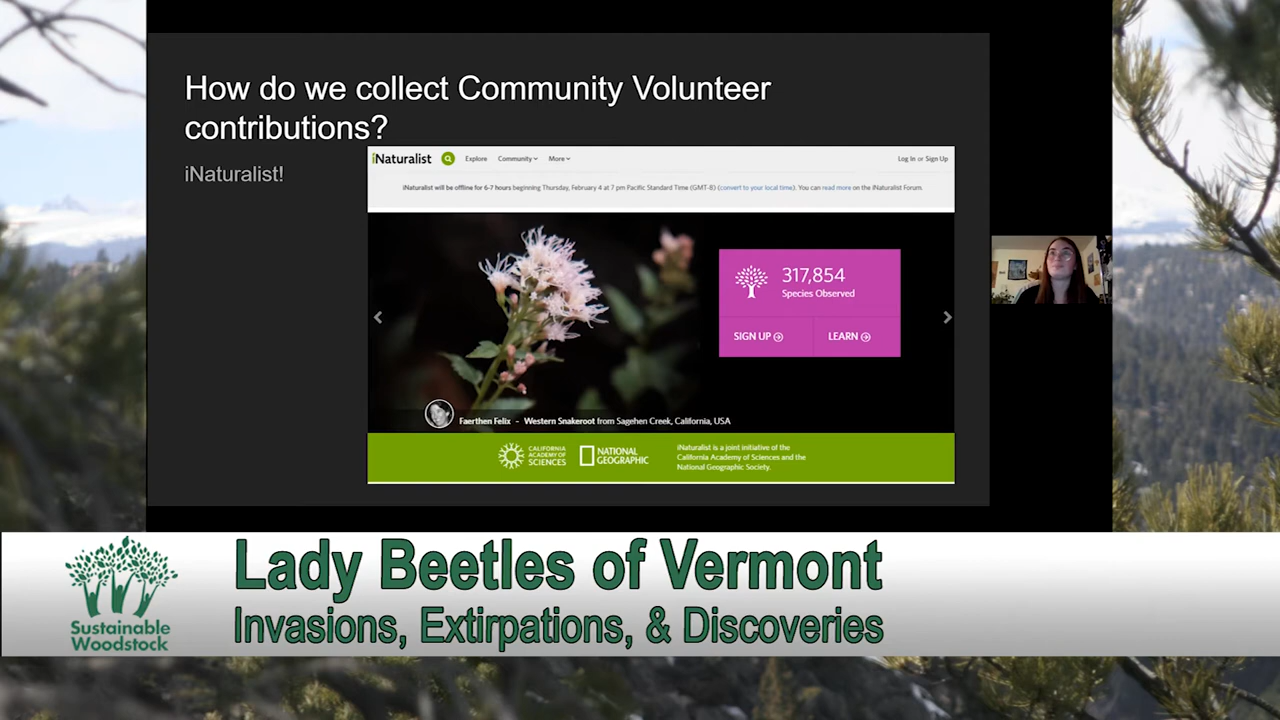 How do we collect Community Volunteer
contributions?
iNaturalist!
iNaturalist Explore Community More Log In or Sign Up
iNaturalist will be offline for 6-7 hours beginning Thursday, February 4 at 7 pm Pacific Standard Time (GMT-8) (convert to your local time). You can read more on the iNaturalist Forum.
317,854
Species Observed
SIGN UP LEARN
Faerthen Felix - Western Snakeroot from Sagehen Creek, California, USA
CALIFORNIA
ACADEMY OF
SCIENCES
NATIONAL
GEOGRAPHIC
iNaturalist is a joint initiative of the
California Academy of Sciences and the
National Geographic Society.
Lady Beetles of Vermont
Invasions, Extirpations, & Discoveries
Sustainable
Woodstock